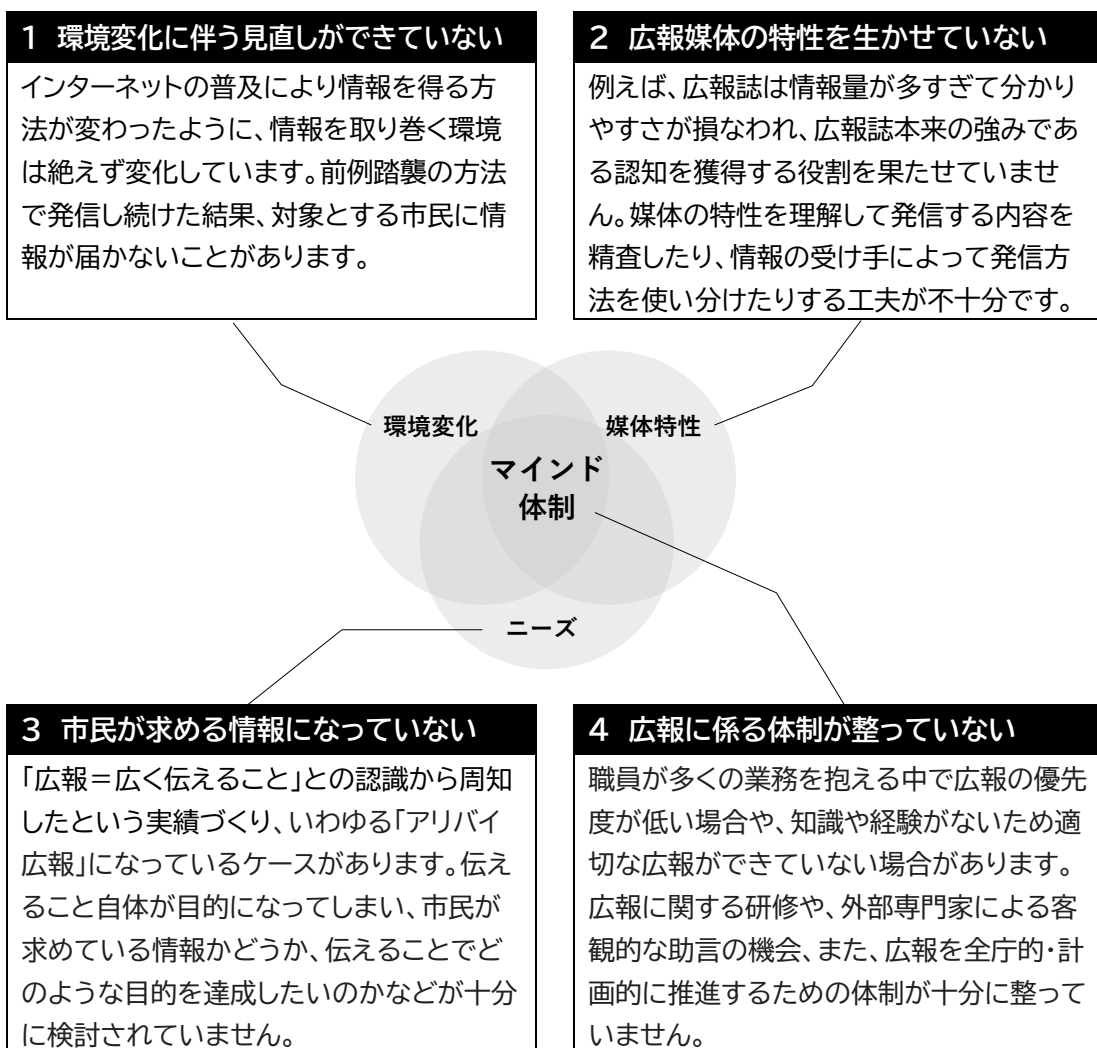 1 環境変化に伴う見直しができていない
インターネットの普及により情報を得る方
法が変わったように、情報を取り巻く環境
は絶えず変化しています。前例踏襲の方法
で発信し続けた結果、対象とする市民に情
報が届かないことがあります。
2 広報媒体の特性を生かせていない
例えば、広報誌は情報量が多すぎて分かり
やすさが損なわれ、広報誌本来の強みであ
る認知を獲得する役割を果たせていませ
ん。媒体の特性を理解して発信する内容を
精査したり、情報の受け手によって発信方
法を使い分けたりする工夫が不十分です。
環境変化
媒体特性
マインド
体制
ニーズ
3 市民が求める情報になっていない
「広報=広く伝えること」との認識から周知
したという実績づくり、いわゆる「アリバイ
広報」になっているケースがあります。伝え
ること自体が目的になってしまい、市民が
求めている情報かどうか、伝えることでど
のような目的を達成したいのかなどが十分
に検討されていません。
4 広報に係る体制が整っていない
職員が多くの業務を抱える中で広報の優先
度が低い場合や、知識や経験がないため適
切な広報ができていない場合があります。
広報に関する研修や、外部専門家による客
観的な助言の機会、また、広報を全庁的・計
画的に推進するための体制が十分に整って
いません。